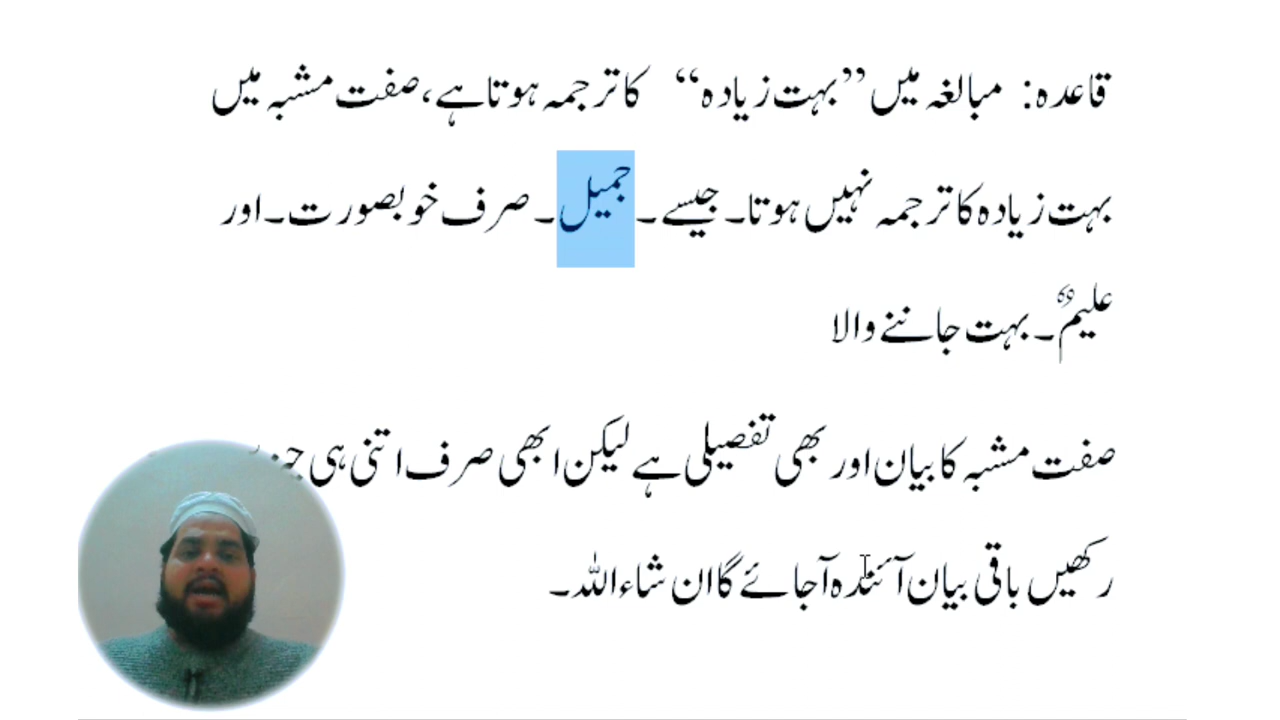 قاعدہ: مبالغہ میں ”بہت زیادہ“ کا ترجمہ ہوتا ہے، صفت مشبہ میں
بہت زیادہ کا ترجمہ نہیں ہوتا۔ جیسے ۔ جمیل ۔ صرف خوبصورت ۔ اور
علیمٌ ۔ بہت جاننے والا
صفت مشبہ کا بیان اور بھی تفصیلی ہے لیکن ابھی صرف اتنی ہی
رکھیں باقی بیان آئندہ آجائے گا ان شاء اللہ ۔